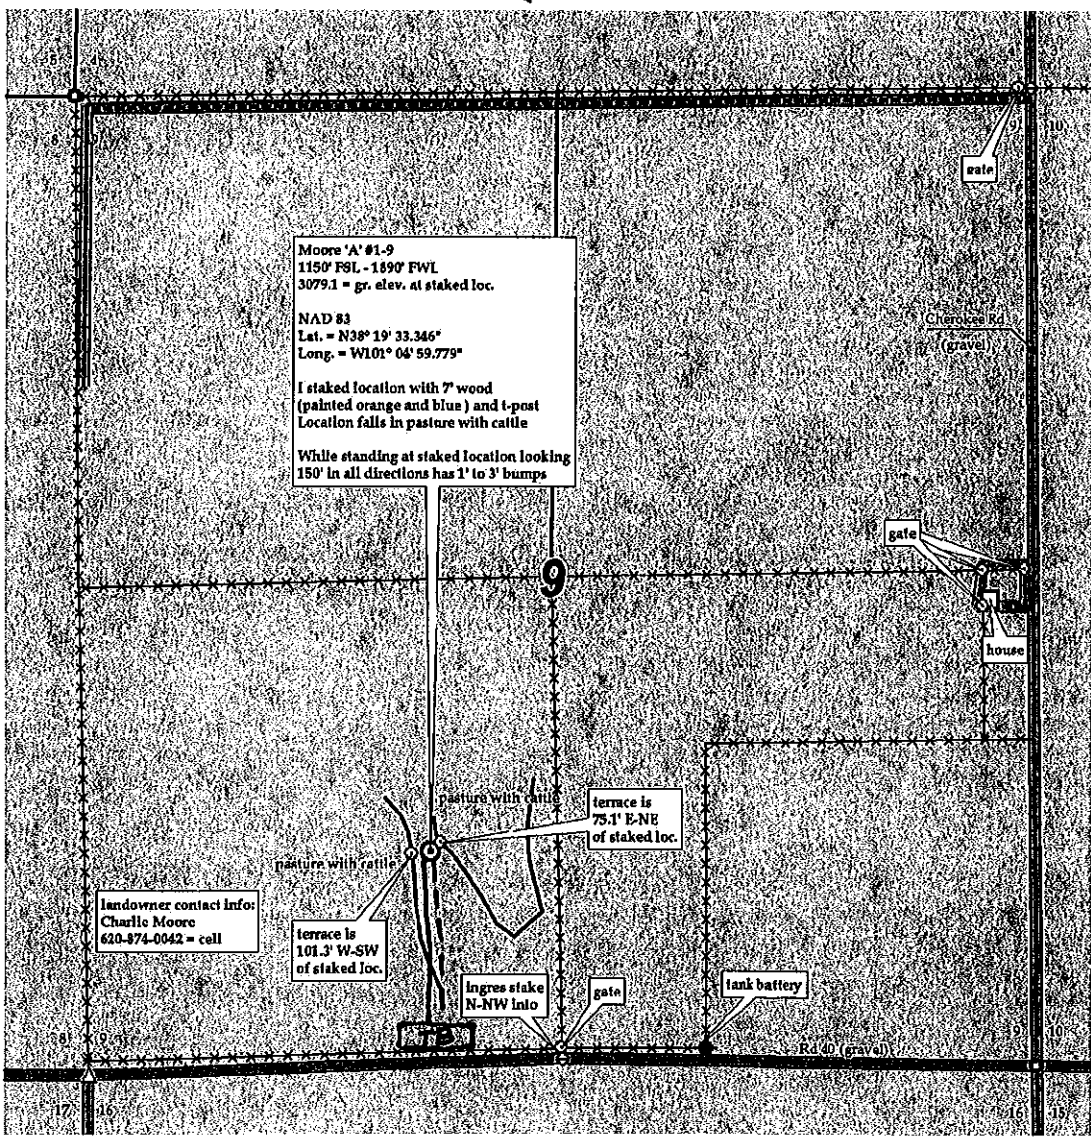 9
10
gate
Moore 'A' #1-9
1150' FSL - 1890' FWL
3079.1 = gr. elev. at staked loc.
NAD 83
Lat. = N38° 19' 33.346"
Long. = W101° 04' 59.779"
I staked location with 7' wood
(painted orange and blue ) and t-post
Location falls in pasture with cattle
While standing at staked location looking
150' in all directions has 1' to 3' bumps
Cherokee Rd
(gravel)
gate
9
house
pasture with cattle
terrace is
75.1' E-NE
of staked loc.
pasture with cattle
landowner contact info:
Charlie Moore
620-874-0042 = cell
terrace is
101.3' W-SW
of staked loc.
ingres stake
N-NW into
gate
tank battery
TB
8
9
9
10
(gravel)
17
16
16
15